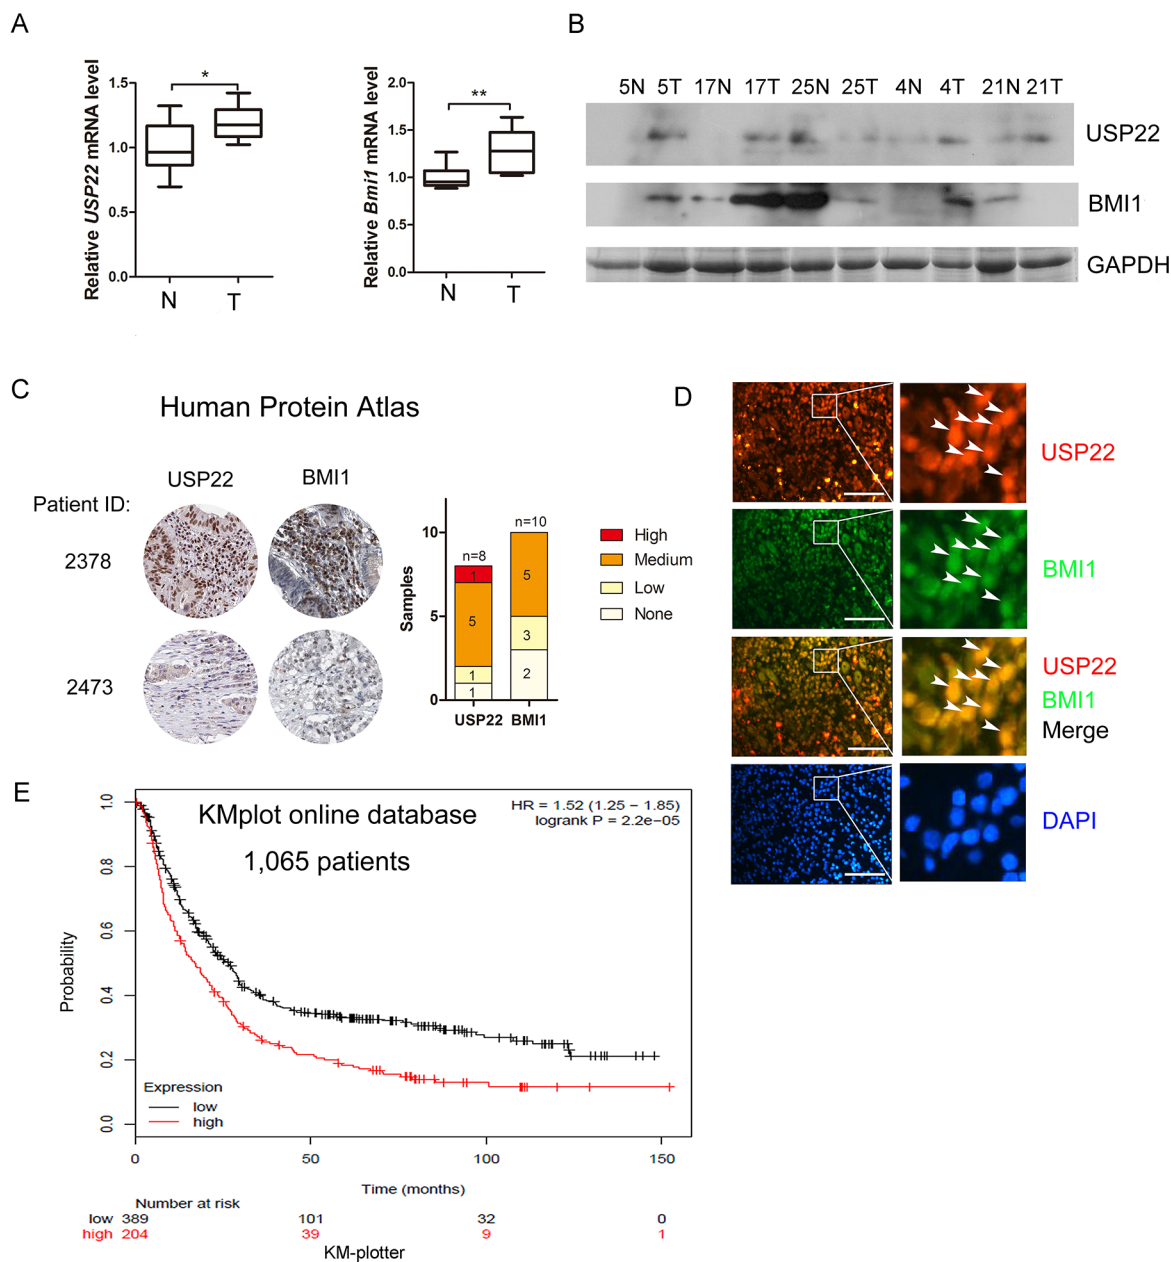 A
Relative USP22 mRNA level
1.5
1.0
0.5
0.0
*
N
T
Relative Bmi1 mRNA level
2.0
1.5
1.0
0.5
0.0
**
N
T
B
5N 5T 17N 17T 25N 25T 4N 4T 21N 21T
USP22
BMI1
GAPDH
C
Human Protein Atlas
USP22 BMI1
Patient ID:
2378
2473
Samples
10
5
0
n=8
1
5
1
1
n=10
5
3
2
USP22 BMI1
High
Medium
Low
None
D
USP22
BMI1
USP22
BMI1
Merge
DAPI
E
KMplot online database
1,065 patients
HR = 1.52 (1.25 − 1.85)
logrank P = 2.2e−05
Probability
1.0
0.8
0.6
0.4
0.2
0.0
Expression
low
high
0 50 100 150
Time (months)
Number at risk
low 389 101 32 0
high 204 39 9 1
KM-plotter